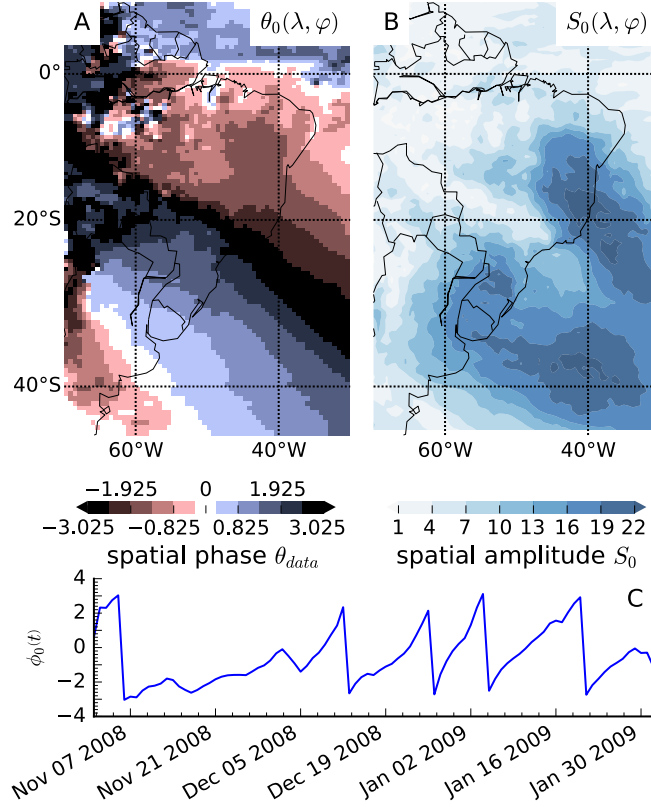 A θ₀(λ, φ) B S₀(λ, φ)
0°
20°S
40°S
60°W 40°W 60°W 40°W
−1.925 0 1.925
−3.025 −0.825 0.825 3.025
1 4 7 10 13 16 19 22
spatial phase θdata spatial amplitude S₀
C
ϕ₀(t)
4
2
0
−2
−4
Nov 07 2008
Nov 21 2008
Dec 05 2008
Dec 19 2008
Jan 02 2009
Jan 16 2009
Jan 30 2009